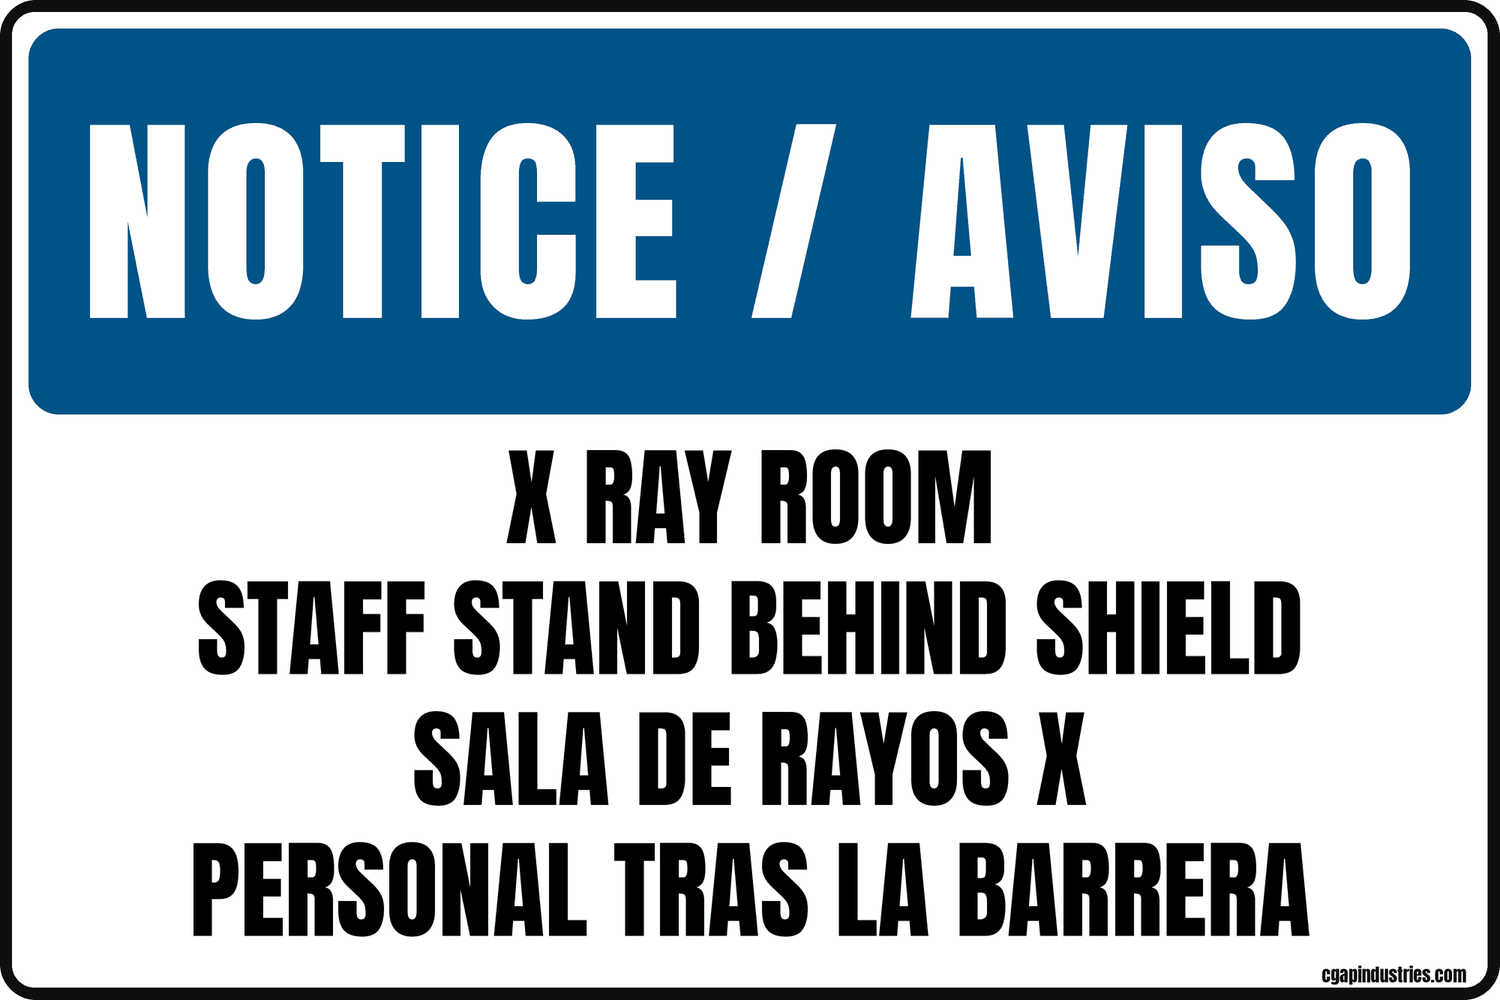 NOTICE / AVISO
X RAY ROOM
STAFF STAND BEHIND SHIELD
SALA DE RAYOS X
PERSONAL TRAS LA BARRERA
cgapindustries.com